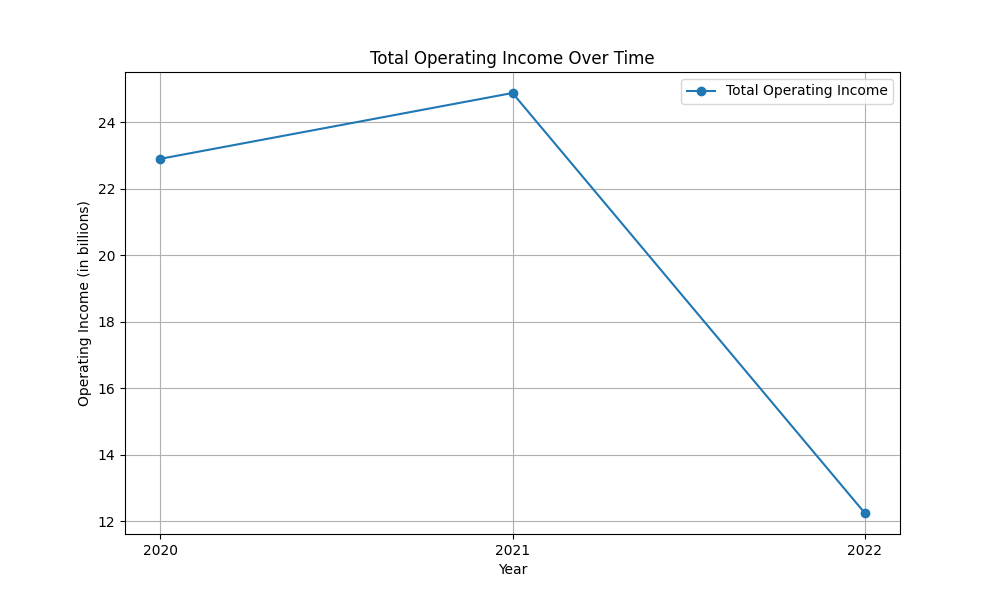 Total Operating Income Over Time
Total Operating Income
Operating Income (in billions)
24
22
20
18
16
14
12
2020 2021 2022
Year